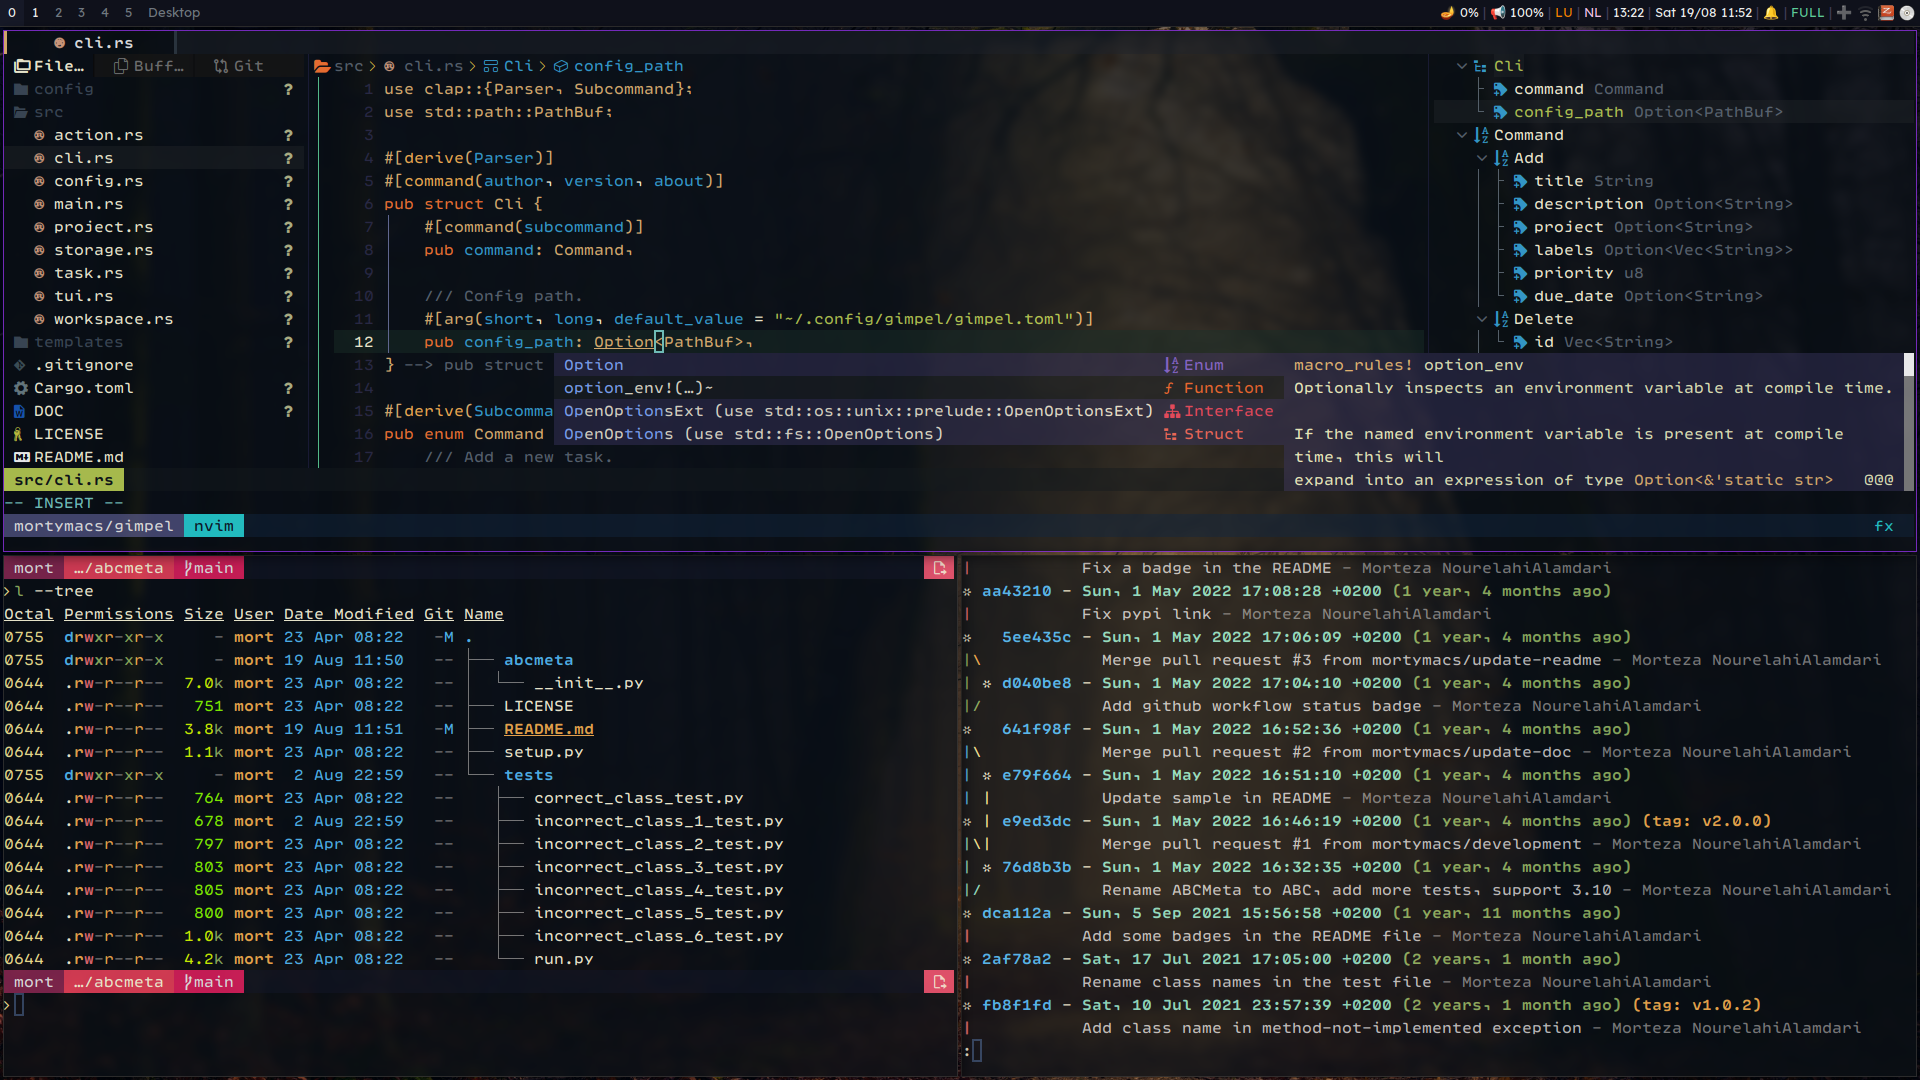 0 1 2 3 4 5 Desktop
0% | 100% | LU | NL | 13:22 | Sat 19/08 11:52 | FULL |
cli.rs
File… Buff… Git
config ?
src
action.rs ?
cli.rs ?
config.rs ?
main.rs ?
project.rs ?
storage.rs ?
task.rs ?
tui.rs ?
workspace.rs ?
templates ?
.gitignore
Cargo.toml ?
DOC ?
LICENSE
README.md
src > cli.rs > Cli > config_path
1 use clap::{Parser, Subcommand};
2 use std::path::PathBuf;
3
4 #[derive(Parser)]
5 #[command(author, version, about)]
6 pub struct Cli {
7 #[command(subcommand)]
8 pub command: Command,
9
10 /// Config path.
11 #[arg(short, long, default_value = "~/.config/gimpel/gimpel.toml")]
12 pub config_path: Option<PathBuf>,
13 } --> pub struct
14
15 #[derive(Subcomma
16 pub enum Command
17 /// Add a new task.
Option Enum
option_env!(…)~ Function
OpenOptionsExt (use std::os::unix::prelude::OpenOptionsExt) Interface
OpenOptions (use std::fs::OpenOptions) Struct
macro_rules! option_env
Optionally inspects an environment variable at compile time.
If the named environment variable is present at compile
time, this will
expand into an expression of type Option<&'static str> @@@
Cli
command Command
config_path Option<PathBuf>
Command
Add
title String
description Option<String>
project Option<String>
labels Option<Vec<String>>
priority u8
due_date Option<String>
Delete
id Vec<String>
src/cli.rs
-- INSERT --
mortymacs/gimpel nvim fx
mort …/abcmeta main
› l --tree
Octal Permissions Size User Date Modified Git Name
0755 drwxr-xr-x - mort 23 Apr 08:22 -M .
0755 drwxr-xr-x - mort 19 Aug 11:50 -- abcmeta
0644 .rw-r--r-- 7.0k mort 23 Apr 08:22 -- __init__.py
0644 .rw-r--r-- 751 mort 23 Apr 08:22 -- LICENSE
0644 .rw-r--r-- 3.8k mort 19 Aug 11:51 -M README.md
0644 .rw-r--r-- 1.1k mort 23 Apr 08:22 -- setup.py
0755 drwxr-xr-x - mort 2 Aug 22:59 -- tests
0644 .rw-r--r-- 764 mort 23 Apr 08:22 -- correct_class_test.py
0644 .rw-r--r-- 678 mort 2 Aug 22:59 -- incorrect_class_1_test.py
0644 .rw-r--r-- 797 mort 23 Apr 08:22 -- incorrect_class_2_test.py
0644 .rw-r--r-- 803 mort 23 Apr 08:22 -- incorrect_class_3_test.py
0644 .rw-r--r-- 805 mort 23 Apr 08:22 -- incorrect_class_4_test.py
0644 .rw-r--r-- 800 mort 23 Apr 08:22 -- incorrect_class_5_test.py
0644 .rw-r--r-- 1.0k mort 23 Apr 08:22 -- incorrect_class_6_test.py
0644 .rw-r--r-- 4.2k mort 23 Apr 08:22 -- run.py
mort …/abcmeta main
›
| Fix a badge in the README - Morteza NourelahiAlamdari
* aa43210 - Sun, 1 May 2022 17:08:28 +0200 (1 year, 4 months ago)
| Fix pypi link - Morteza NourelahiAlamdari
* 5ee435c - Sun, 1 May 2022 17:06:09 +0200 (1 year, 4 months ago)
|\ Merge pull request #3 from mortymacs/update-readme - Morteza NourelahiAlamdari
| * d040be8 - Sun, 1 May 2022 17:04:10 +0200 (1 year, 4 months ago)
|/ Add github workflow status badge - Morteza NourelahiAlamdari
* 641f98f - Sun, 1 May 2022 16:52:36 +0200 (1 year, 4 months ago)
|\ Merge pull request #2 from mortymacs/update-doc - Morteza NourelahiAlamdari
| * e79f664 - Sun, 1 May 2022 16:51:10 +0200 (1 year, 4 months ago)
| | Update sample in README - Morteza NourelahiAlamdari
* | e9ed3dc - Sun, 1 May 2022 16:46:19 +0200 (1 year, 4 months ago) (tag: v2.0.0)
|\| Merge pull request #1 from mortymacs/development - Morteza NourelahiAlamdari
| * 76d8b3b - Sun, 1 May 2022 16:32:35 +0200 (1 year, 4 months ago)
|/ Rename ABCMeta to ABC, add more tests, support 3.10 - Morteza NourelahiAlamdari
* dca112a - Sun, 5 Sep 2021 15:56:58 +0200 (1 year, 11 months ago)
| Add some badges in the README file - Morteza NourelahiAlamdari
* 2af78a2 - Sat, 17 Jul 2021 17:05:00 +0200 (2 years, 1 month ago)
| Rename class names in the test file - Morteza NourelahiAlamdari
* fb8f1fd - Sat, 10 Jul 2021 23:57:39 +0200 (2 years, 1 month ago) (tag: v1.0.2)
| Add class name in method-not-implemented exception - Morteza NourelahiAlamdari
: